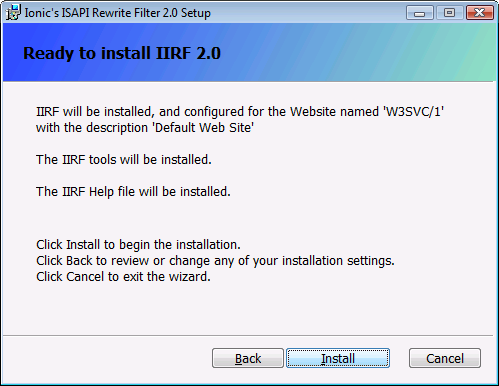 Ionic's ISAPI Rewrite Filter 2.0 Setup
Ready to install IIRF 2.0
IIRF will be installed, and configured for the Website named 'W3SVC/1'
with the description 'Default Web Site'
The IIRF tools will be installed.
The IIRF Help file will be installed.
Click Install to begin the installation.
Click Back to review or change any of your installation settings.
Click Cancel to exit the wizard.
Back
Install
Cancel